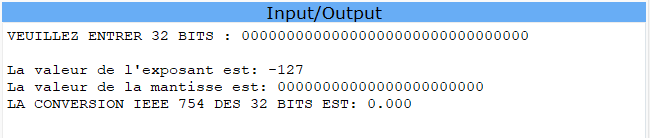 Input/Output
VEUILLEZ ENTRER 32 BITS : 00000000000000000000000000000000
La valeur de l'exposant est: -127
La valeur de la mantisse est: 00000000000000000000000
LA CONVERSION IEEE 754 DES 32 BITS EST: 0.000